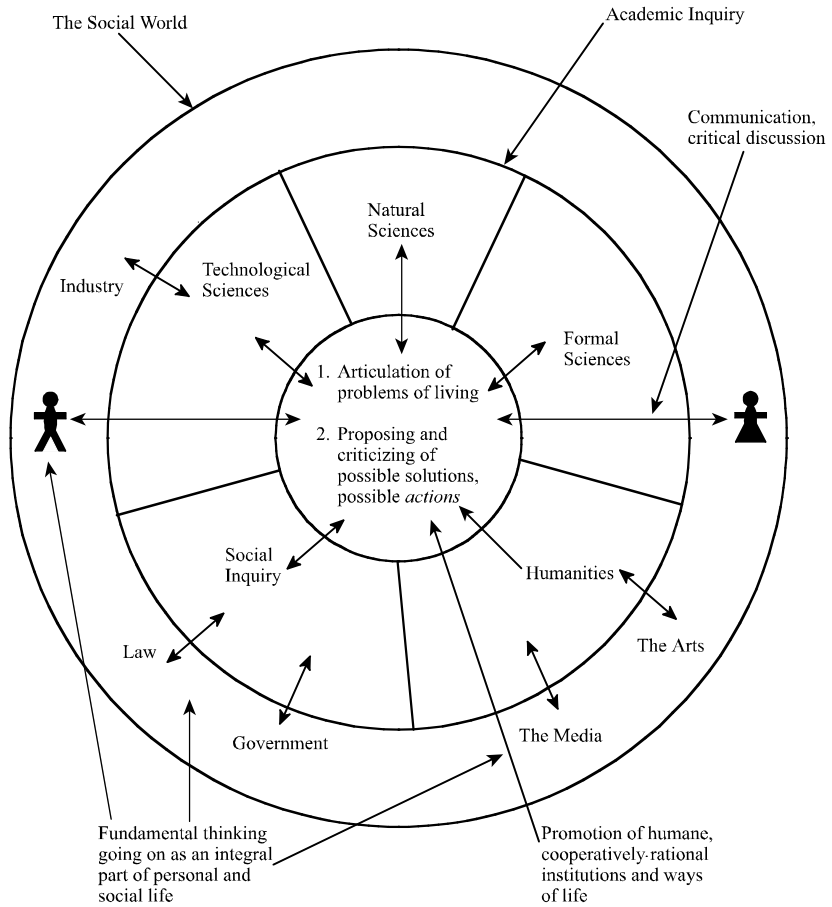 The Social World
Academic Inquiry
Communication,
critical discussion
Natural
Sciences
Technological
Sciences
Industry
Formal
Sciences
1. Articulation of
problems of living
2. Proposing and
criticizing of
possible solutions,
possible actions
Social
Inquiry
Humanities
Law
The Arts
Government
The Media
Fundamental thinking
going on as an integral
part of personal and
social life
Promotion of humane,
cooperatively-rational
institutions and ways
of life